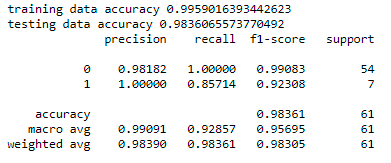 training data accuracy 0.9959016393442623
testing data accuracy 0.9836065573770492
precision recall f1-score support
0 0.98182 1.00000 0.99083 54
1 1.00000 0.85714 0.92308 7
accuracy 0.98361 61
macro avg 0.99091 0.92857 0.95695 61
weighted avg 0.98390 0.98361 0.98305 61